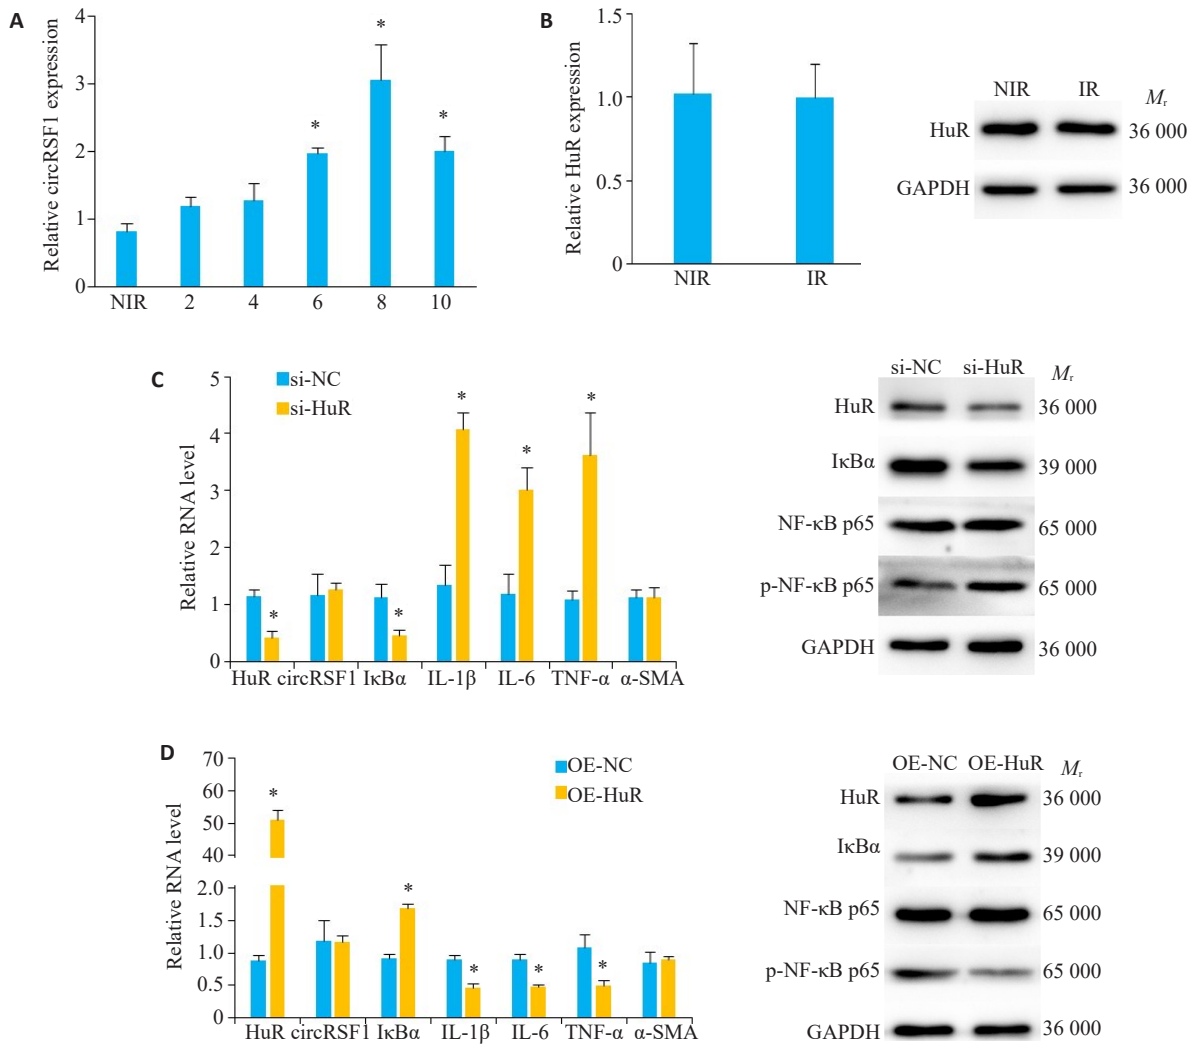 A
Relative circRSF1 expression
4
3
2
1
0
*
*
*
NIR 2 4 6 8 10
B
Relative HuR expression
1.5
1.0
0.5
0
NIR IR
NIR IR Mr
HuR 36 000
GAPDH 36 000
C
Relative RNA level
5
4
3
2
1
0
si-NC
si-HuR
* * * * *
HuR circRSF1 IκBα IL-1β IL-6 TNF-α α-SMA
si-NC si-HuR Mr
HuR 36 000
IκBα 39 000
NF-κB p65 65 000
p-NF-κB p65 65 000
GAPDH 36 000
D
Relative RNA level
70
60
50
40
2.0
1.5
1.0
0.5
0
OE-NC
OE-HuR
* * * * *
HuR circRSF1 IκBα IL-1β IL-6 TNF-α α-SMA
OE-NC OE-HuR Mr
HuR 36 000
IκBα 39 000
NF-κB p65 65 000
p-NF-κB p65 65 000
GAPDH 36 000